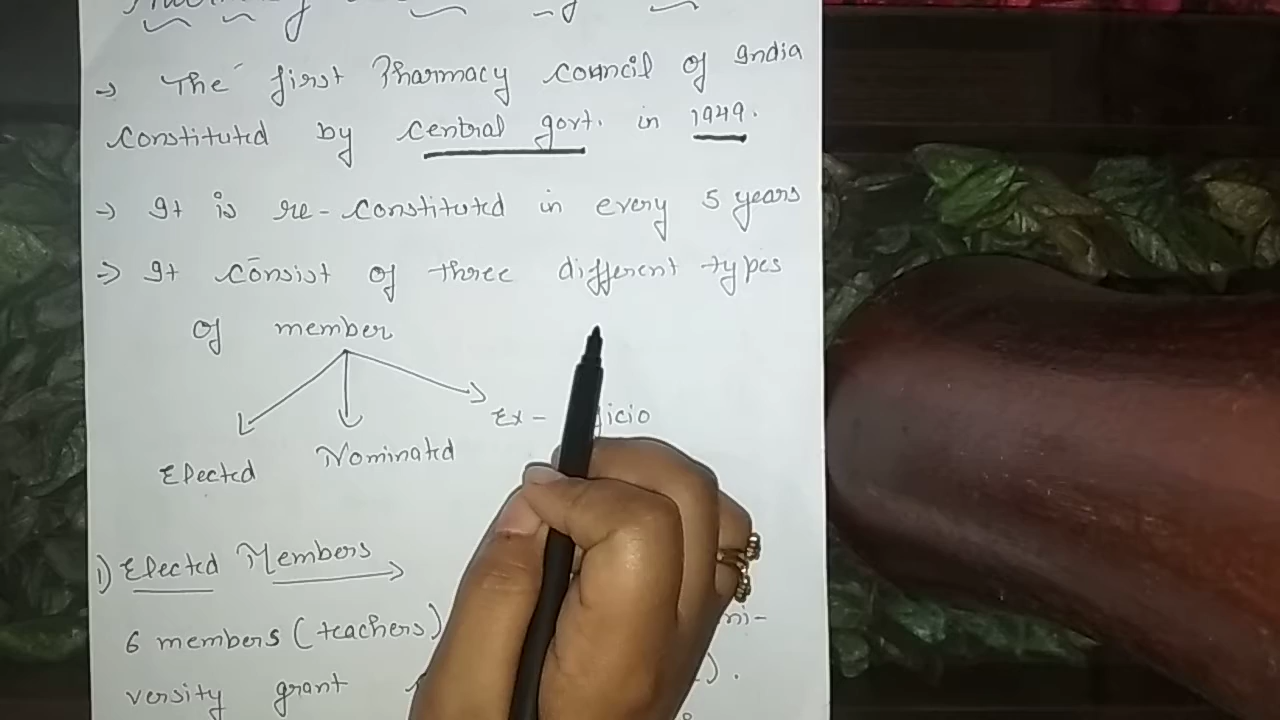 → The first Pharmacy council of India
constituted by central govt. in 1949.
→ It is re-constituted in every 5 years
→ It consist of three different types
of member
Elected Nominated Ex-
1) Elected Members
6 members (teachers)
versity grant